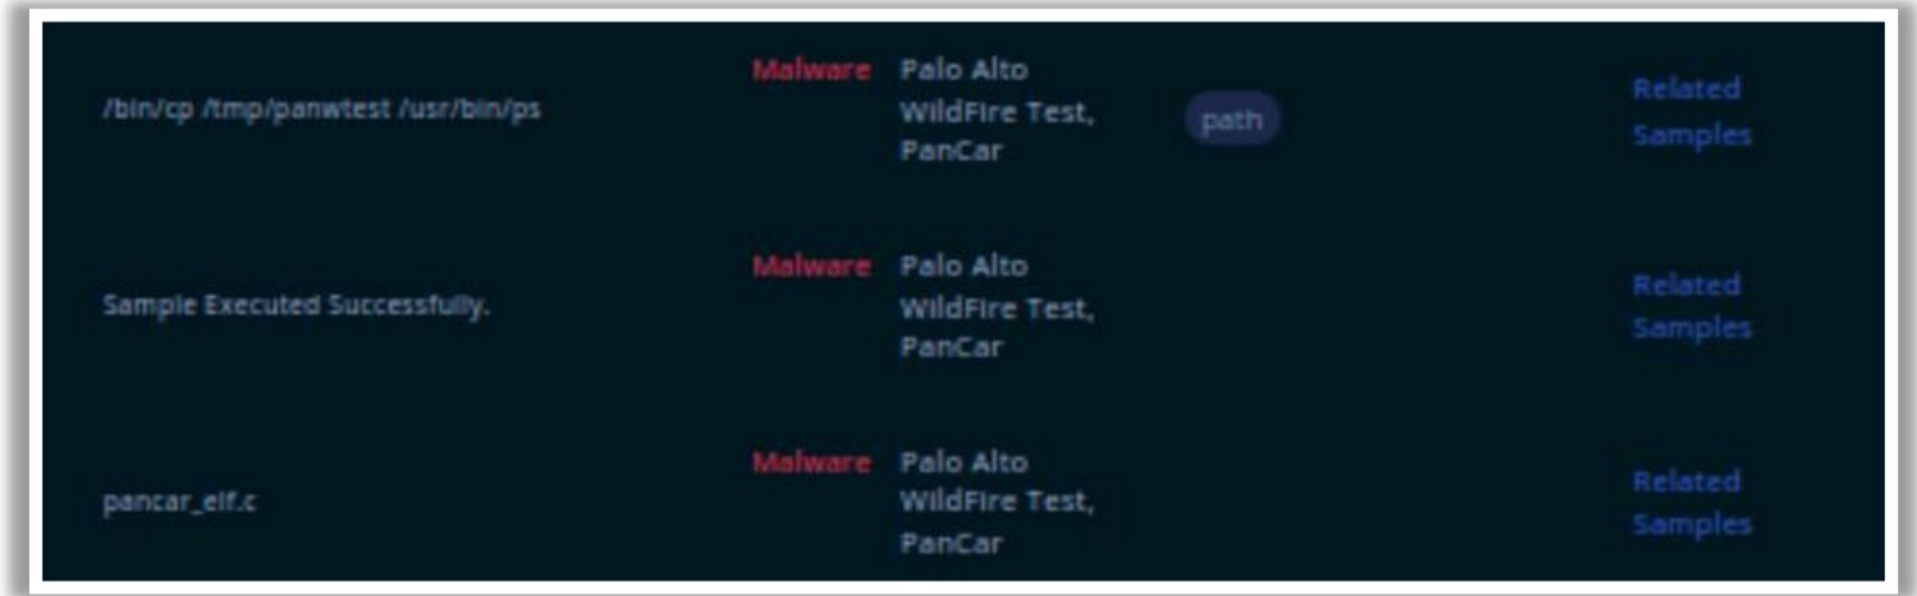 Malware Palo Alto
/bin/cp /tmp/panwtest /usr/bin/ps
WildFire Test,
PanCar
path
Related
Samples
Malware Palo Alto
Sample Executed Successfully.
WildFire Test,
PanCar
Related
Samples
Malware Palo Alto
pancar_elf.c
WildFire Test,
PanCar
Related
Samples